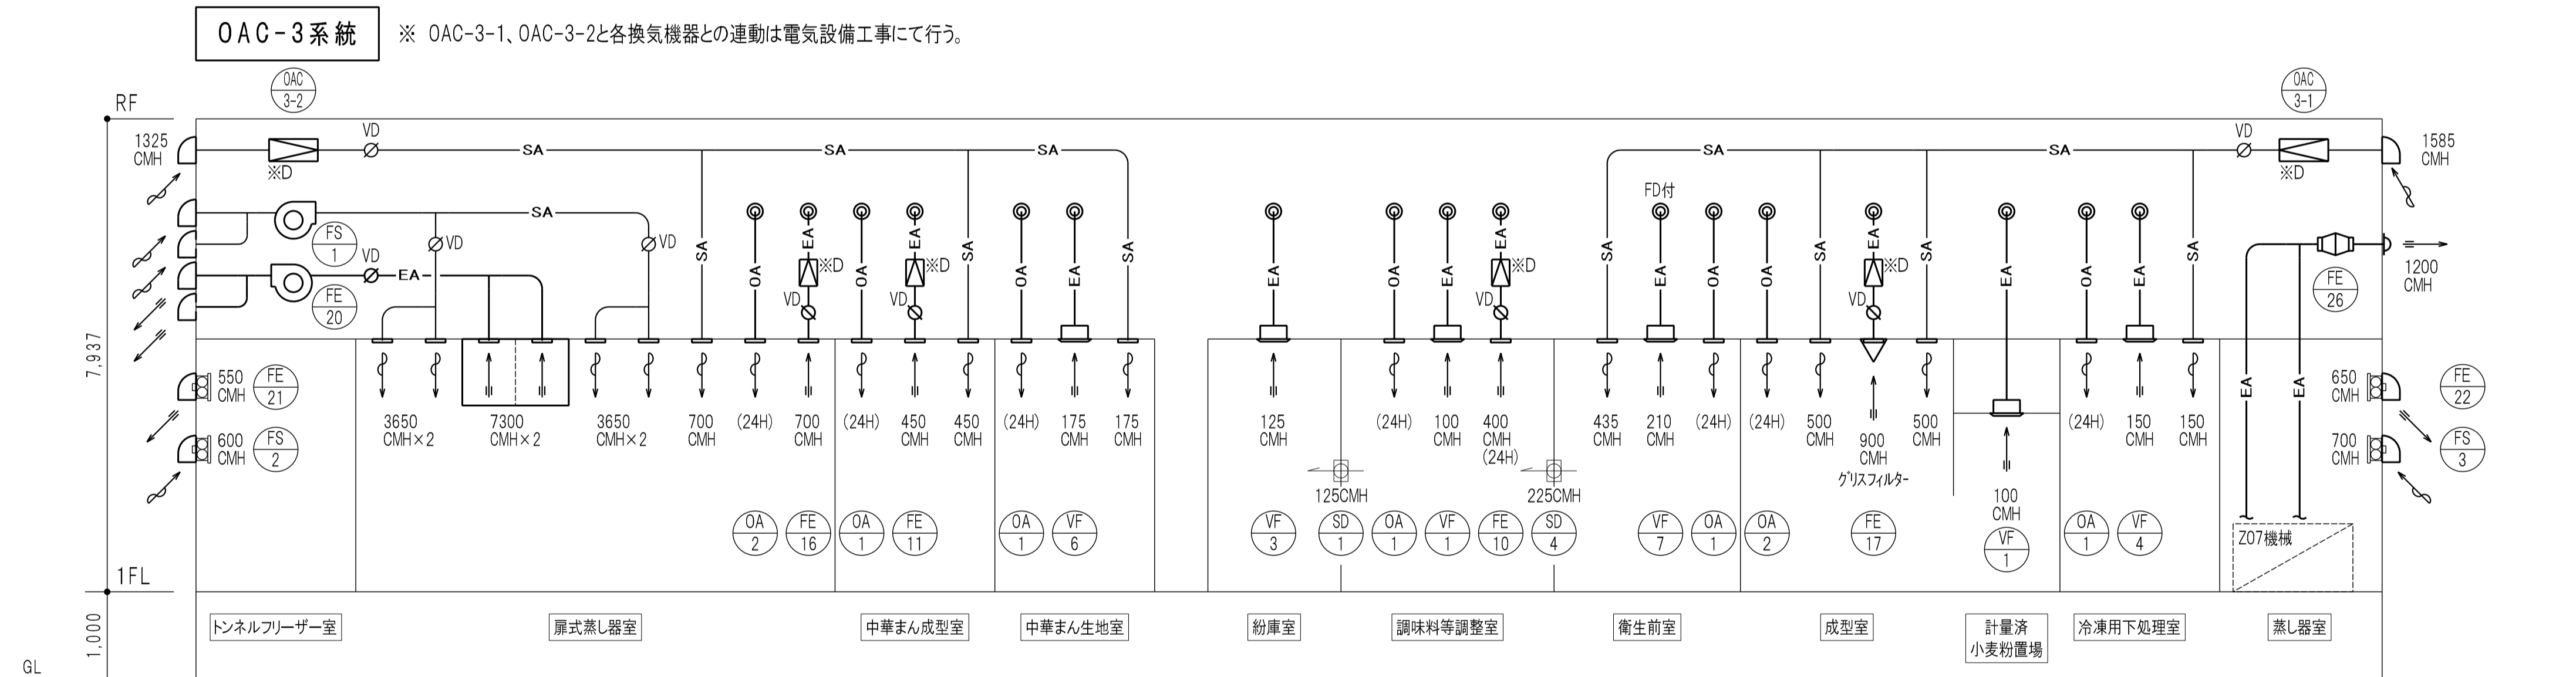 OAC-3系統
※ OAC-3-1、OAC-3-2と各換気機器との連動は電気設備工事にて行う。
OAC
3-2
OAC
3-1
RF
1325
CMH
※D
VD
SA
SA
SA
SA
SA
VD
※D
1585
CMH
FS
1
SA
VD
VD
FE
20
VD
EA
SA
OA
EA
※D
VD
OA
EA
※D
VD
SA
OA
EA
SA
EA
OA
EA
EA
※D
VD
SA
FD付
EA
OA
OA
SA
EA
※D
VD
SA
EA
OA
EA
SA
EA
EA
FE
26
1200
CMH
7,937
550
CMH
FE
21
600
CMH
FS
2
3650
CMH×2
7300
CMH×2
3650
CMH×2
700
CMH
(24H)
700
CMH
(24H)
450
CMH
450
CMH
(24H)
175
CMH
175
CMH
125
CMH
125CMH
(24H)
100
CMH
400
CMH
(24H)
225CMH
435
CMH
210
CMH
(24H)
(24H)
500
CMH
900
CMH
グリスフィルター
500
CMH
100
CMH
(24H)
150
CMH
150
CMH
650
CMH
FE
22
700
CMH
FS
3
OA
2
FE
16
OA
1
FE
11
OA
1
VF
6
VF
3
SD
1
OA
1
VF
1
FE
10
SD
4
VF
7
OA
1
OA
2
FE
17
VF
1
OA
1
VF
4
Z07機械
1FL
1,000
GL
トンネルフリーザー室
扉式蒸し器室
中華まん成型室
中華まん生地室
紛庫室
調味料等調整室
衛生前室
成型室
計量済
小麦粉置場
冷凍用下処理室
蒸し器室